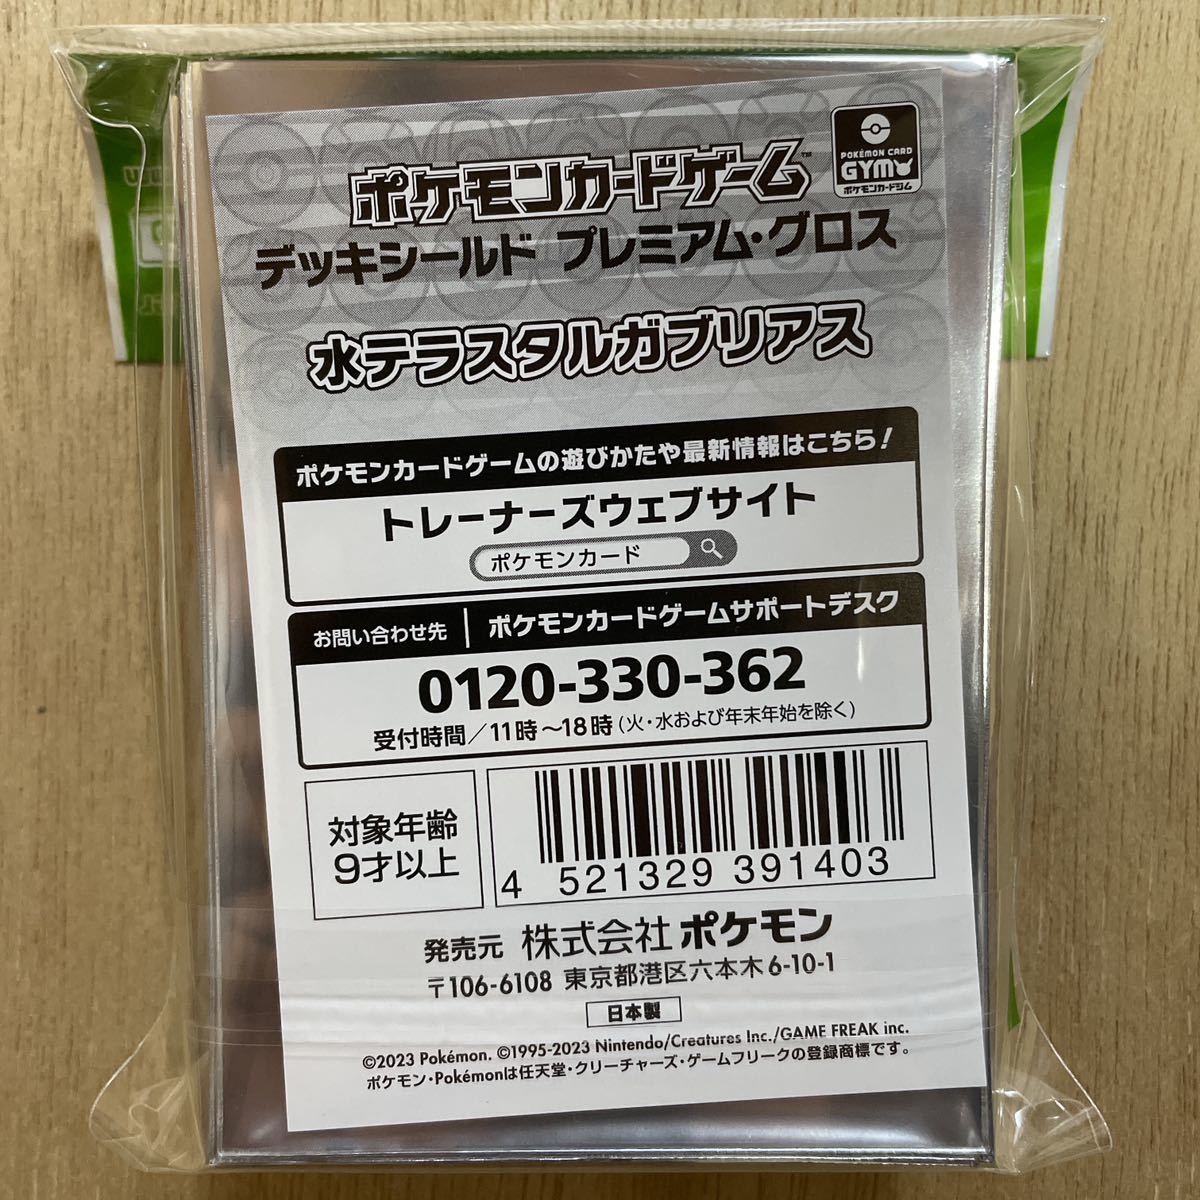 ポケモンカードゲーム™
POKÉMON CARD
GYM
ポケモンカードジム
デッキシールド プレミアム・グロス
水テラスタルガブリアス
ポケモンカードゲームの遊びかたや最新情報はこちら!
トレーナーズウェブサイト
ポケモンカード
お問い合わせ先 ポケモンカードゲームサポートデスク
0120-330-362
受付時間/11時~18時(火・水および年末年始を除く)
対象年齢
9才以上
4 521329 391403
発売元 株式会社 ポケモン
〒106-6108 東京都港区六本木6-10-1
日本製
©2023 Pokémon. ©1995-2023 Nintendo/Creatures Inc./GAME FREAK inc.
ポケモン・Pokémonは任天堂・クリーチャーズ・ゲームフリークの登録商標です。